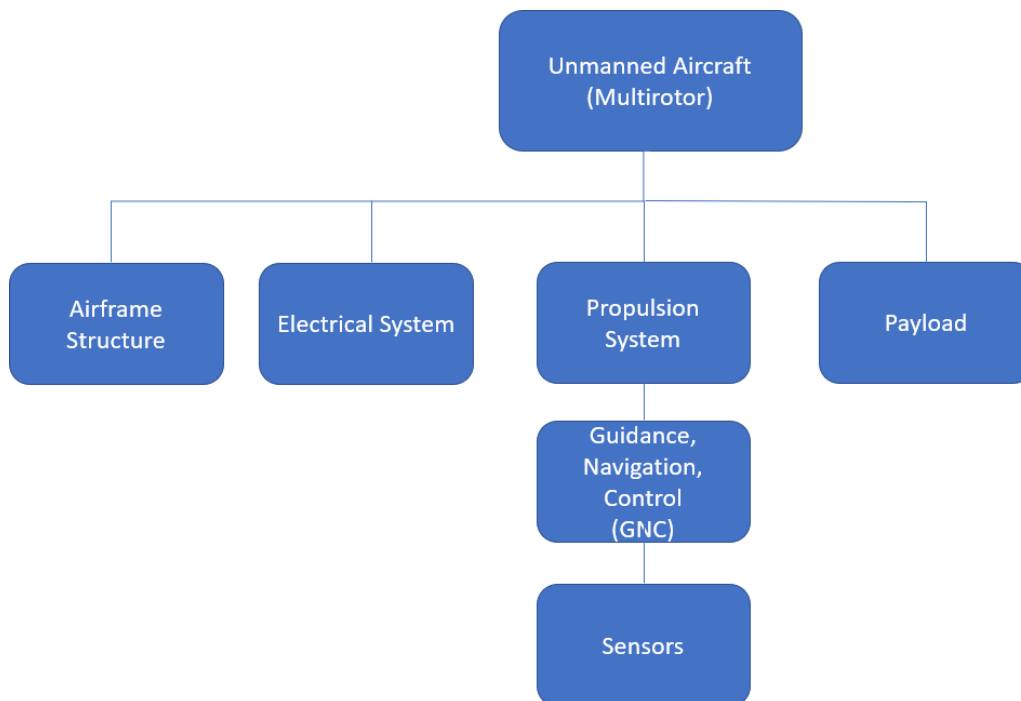 Unmanned Aircraft
(Multirotor)
Airframe
Structure
Electrical System
Propulsion
System
Payload
Guidance,
Navigation,
Control
(GNC)
Sensors